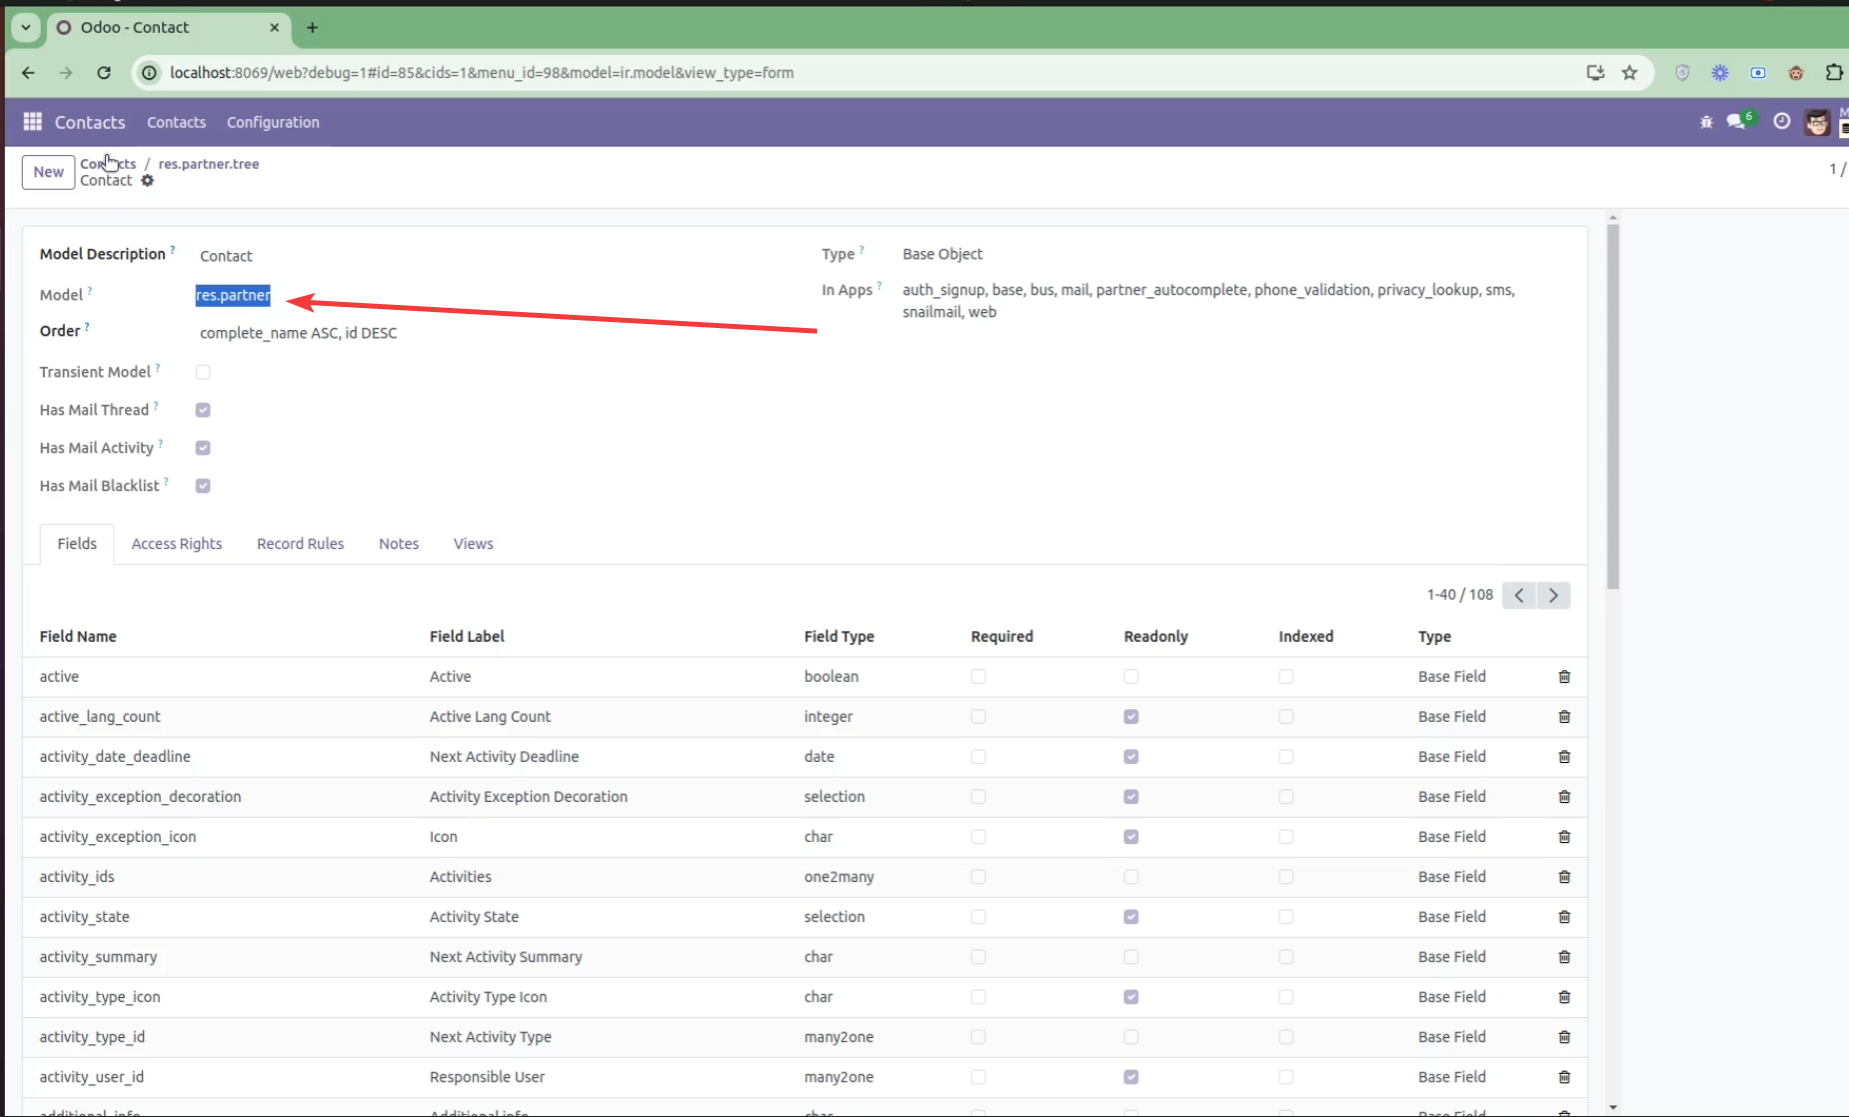 Odoo - Contact
localhost:8069/web?debug=1#id=85&cids=1&menu_id=98&model=ir.model&view_type=form
Contacts Contacts Configuration
6
New
Contacts / res.partner.tree
Contact
1 /
Model Description ? Contact
Type ? Base Object
Model ? res.partner
In Apps ? auth_signup, base, bus, mail, partner_autocomplete, phone_validation, privacy_lookup, sms,
snailmail, web
Order ? complete_name ASC, id DESC
Transient Model ?
Has Mail Thread ?
Has Mail Activity ?
Has Mail Blacklist ?
Fields Access Rights Record Rules Notes Views
1-40 / 108
Field Name Field Label Field Type Required Readonly Indexed Type
active Active boolean Base Field
active_lang_count Active Lang Count integer Base Field
activity_date_deadline Next Activity Deadline date Base Field
activity_exception_decoration Activity Exception Decoration selection Base Field
activity_exception_icon Icon char Base Field
activity_ids Activities one2many Base Field
activity_state Activity State selection Base Field
activity_summary Next Activity Summary char Base Field
activity_type_icon Activity Type Icon char Base Field
activity_type_id Next Activity Type many2one Base Field
activity_user_id Responsible User many2one Base Field
additional_info Additional info char Base Field